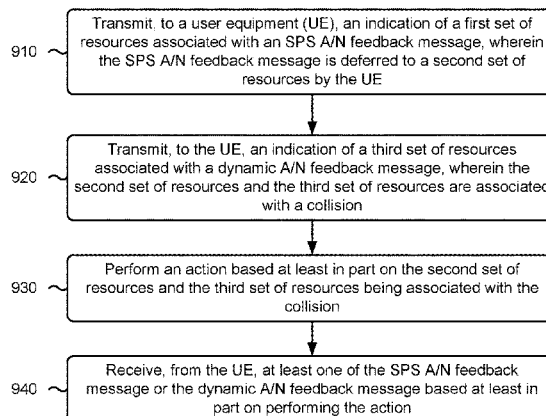 910
Transmit, to a user equipment (UE), an indication of a first set of
resources associated with an SPS A/N feedback message, wherein
the SPS A/N feedback message is deferred to a second set of
resources by the UE
920
Transmit, to the UE, an indication of a third set of resources
associated with a dynamic A/N feedback message, wherein the
second set of resources and the third set of resources are associated
with a collision
930
Perform an action based at least in part on the second set of
resources and the third set of resources being associated with the
collision
940
Receive, from the UE, at least one of the SPS A/N feedback
message or the dynamic A/N feedback message based at least in
part on performing the action